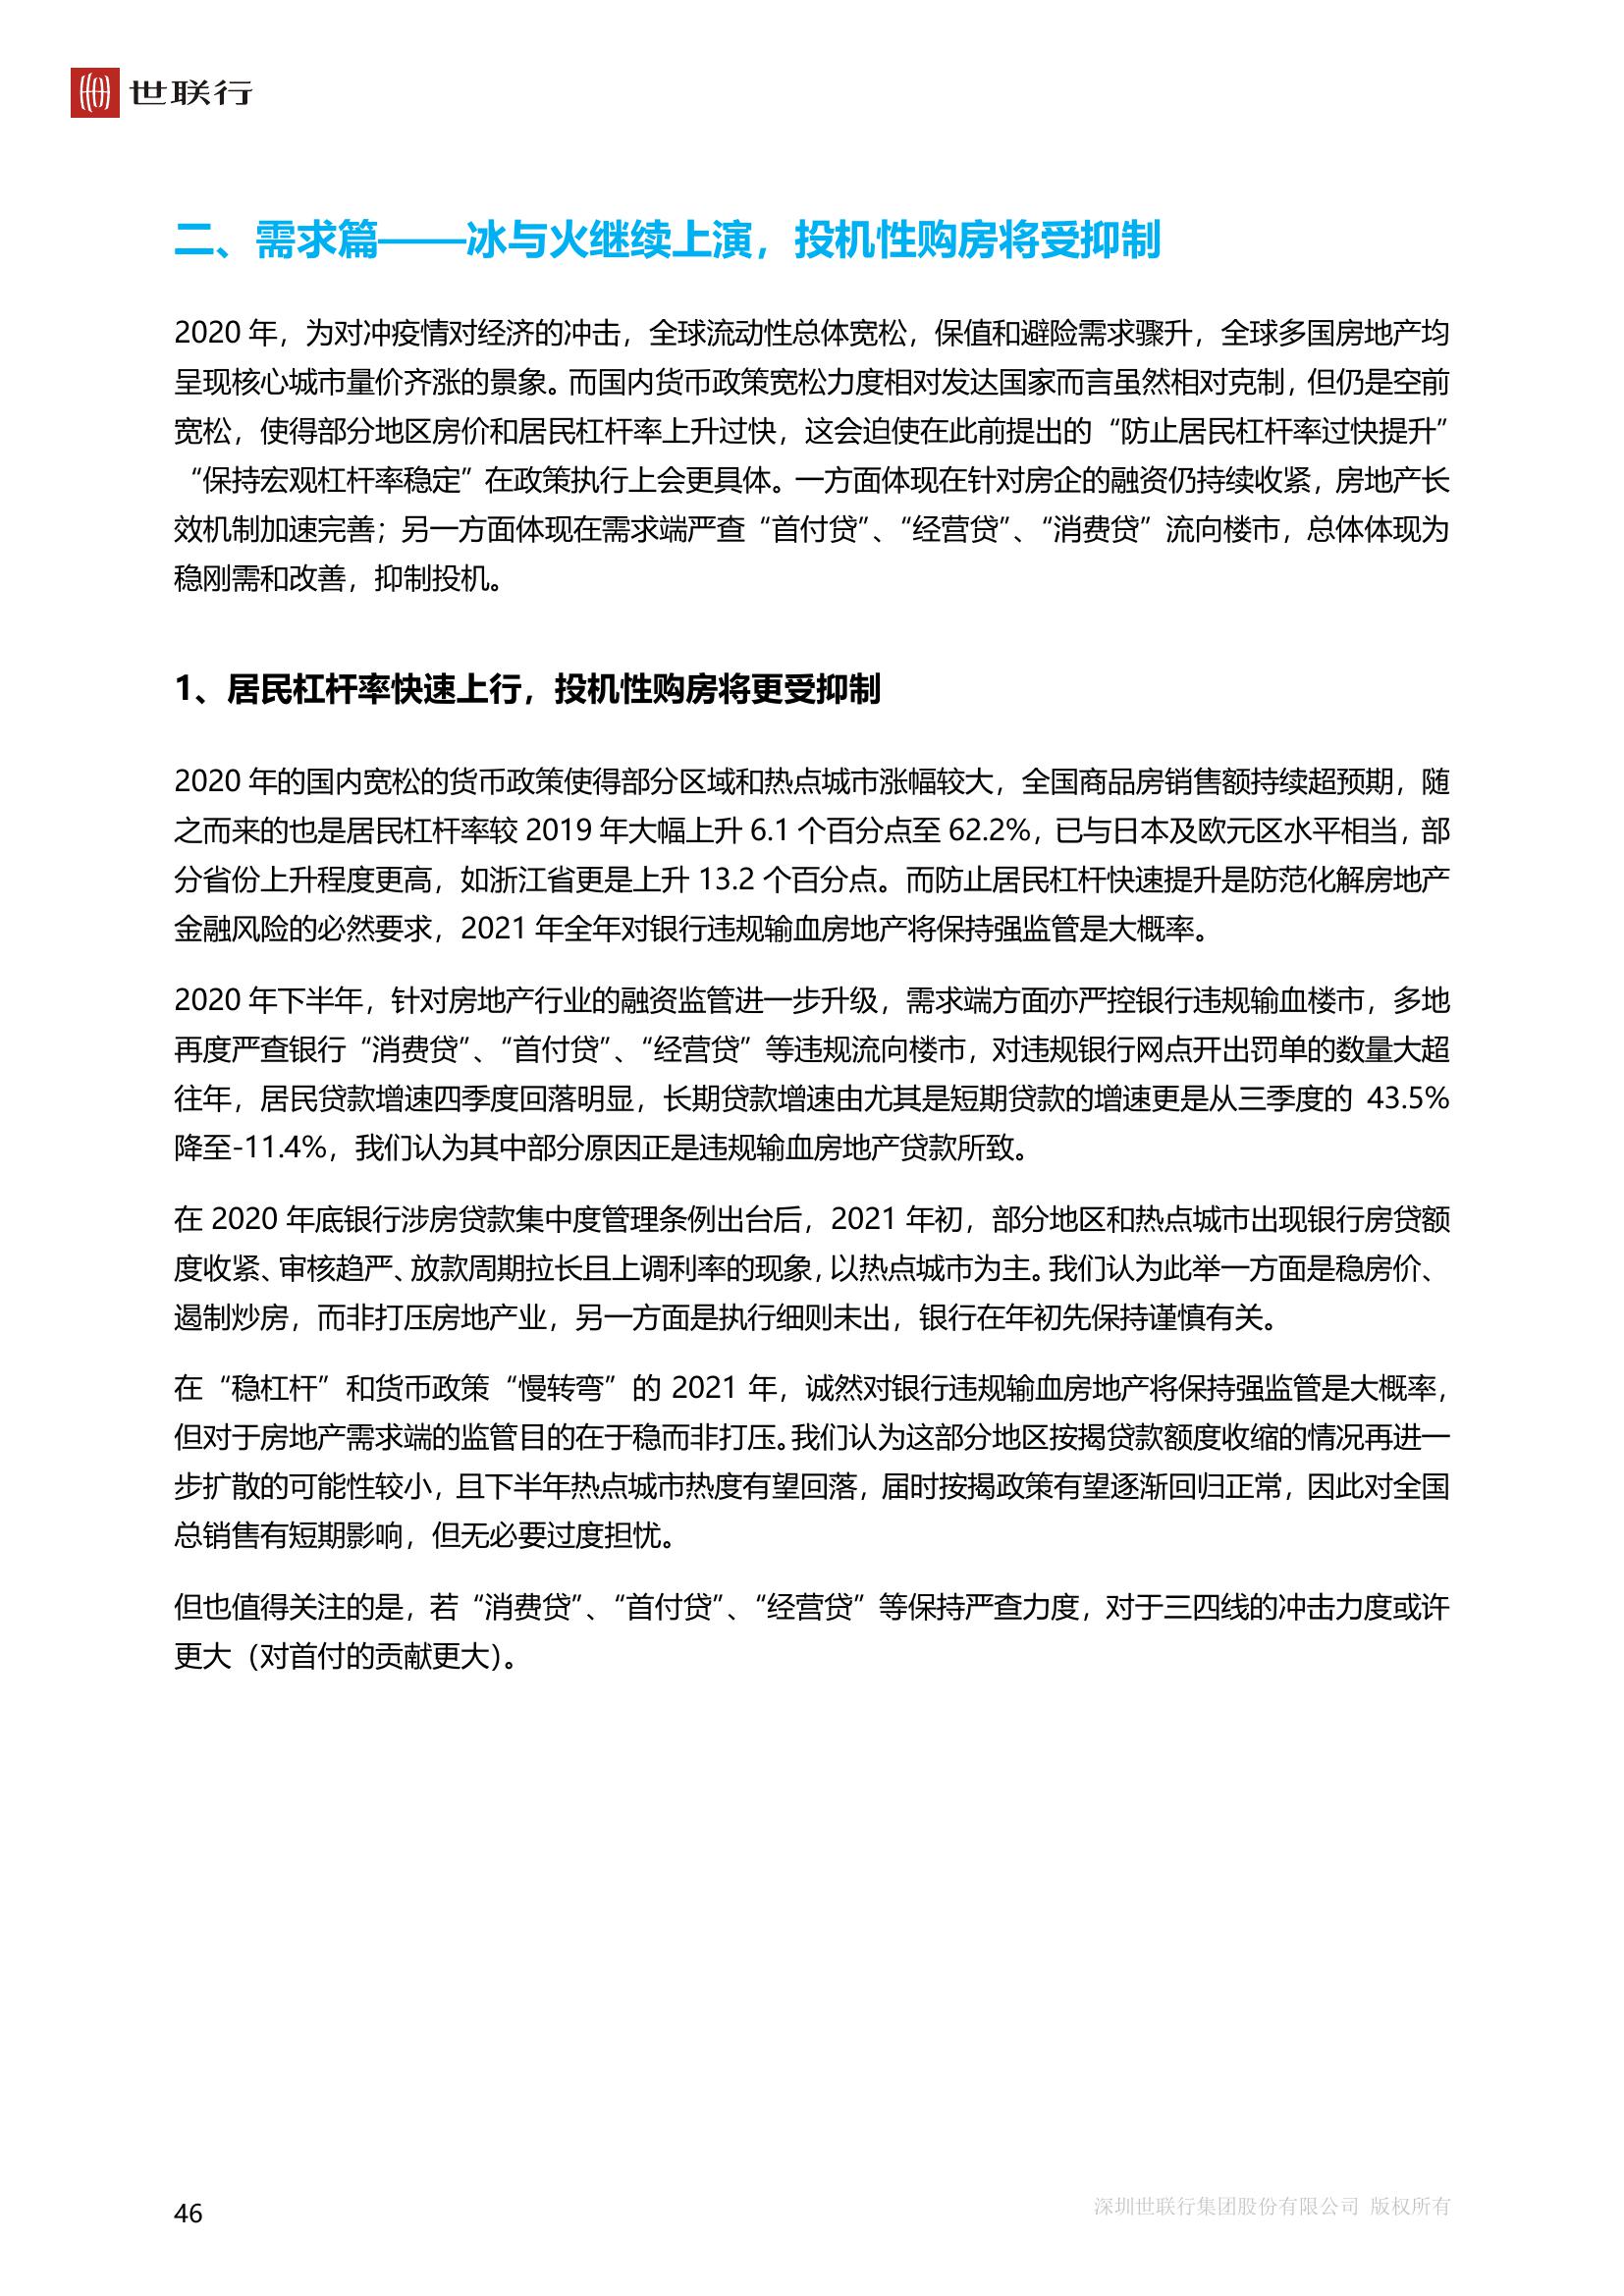 世联行
二、需求篇——冰与火继续上演，投机性购房将受抑制
2020 年，为对冲疫情对经济的冲击，全球流动性总体宽松，保值和避险需求骤升，全球多国房地产均
呈现核心城市量价齐涨的景象。而国内货币政策宽松力度相对发达国家而言虽然相对克制，但仍是空前
宽松，使得部分地区房价和居民杠杆率上升过快，这会迫使在此前提出的“防止居民杠杆率过快提升”
“保持宏观杠杆率稳定”在政策执行上会更具体。一方面体现在针对房企的融资仍持续收紧，房地产长
效机制加速完善；另一方面体现在需求端严查“首付贷”、“经营贷”、“消费贷”流向楼市，总体体现为
稳刚需和改善，抑制投机。
1、居民杠杆率快速上行，投机性购房将更受抑制
2020 年的国内宽松的货币政策使得部分区域和热点城市涨幅较大，全国商品房销售额持续超预期，随
之而来的也是居民杠杆率较 2019 年大幅上升 6.1 个百分点至 62.2%，已与日本及欧元区水平相当，部
分省份上升程度更高，如浙江省更是上升 13.2 个百分点。而防止居民杠杆快速提升是防范化解房地产
金融风险的必然要求，2021 年全年对银行违规输血房地产将保持强监管是大概率。
2020 年下半年，针对房地产行业的融资监管进一步升级，需求端方面亦严控银行违规输血楼市，多地
再度严查银行“消费贷”、“首付贷”、“经营贷”等违规流向楼市，对违规银行网点开出罚单的数量大超
往年，居民贷款增速四季度回落明显，长期贷款增速由尤其是短期贷款的增速更是从三季度的 43.5%
降至-11.4%，我们认为其中部分原因正是违规输血房地产贷款所致。
在 2020 年底银行涉房贷款集中度管理条例出台后，2021 年初，部分地区和热点城市出现银行房贷额
度收紧、审核趋严、放款周期拉长且上调利率的现象，以热点城市为主。我们认为此举一方面是稳房价、
遏制炒房，而非打压房地产业，另一方面是执行细则未出，银行在年初先保持谨慎有关。
在“稳杠杆”和货币政策“慢转弯”的 2021 年，诚然对银行违规输血房地产将保持强监管是大概率，
但对于房地产需求端的监管目的在于稳而非打压。我们认为这部分地区按揭贷款额度收缩的情况再进一
步扩散的可能性较小，且下半年热点城市热度有望回落，届时按揭政策有望逐渐回归正常，因此对全国
总销售有短期影响，但无必要过度担忧。
但也值得关注的是，若“消费贷”、“首付贷”、“经营贷”等保持严查力度，对于三四线的冲击力度或许
更大（对首付的贡献更大）。
46
深圳世联行集团股份有限公司 版权所有